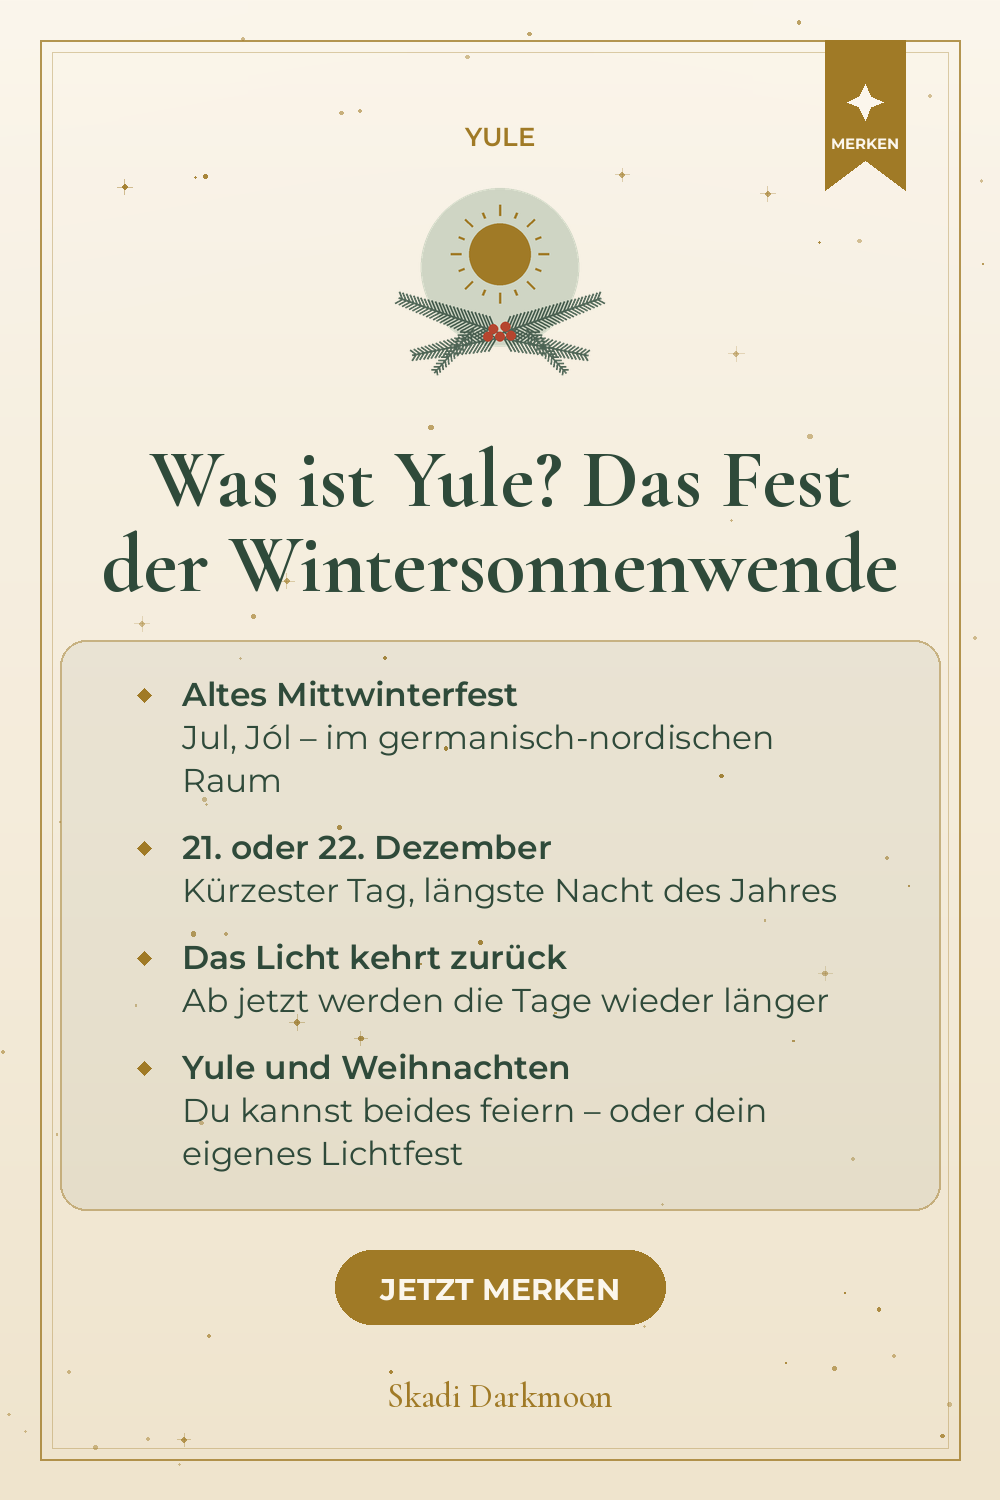 YULE
MERKEN
Was ist Yule? Das Fest
der Wintersonnenwende
Altes Mittwinterfest
Jul, Jól – im germanisch-nordischen
Raum
21. oder 22. Dezember
Kürzester Tag, längste Nacht des Jahres
Das Licht kehrt zurück
Ab jetzt werden die Tage wieder länger
Yule und Weihnachten
Du kannst beides feiern – oder dein
eigenes Lichtfest
JETZT MERKEN
Skadi Darkmoon